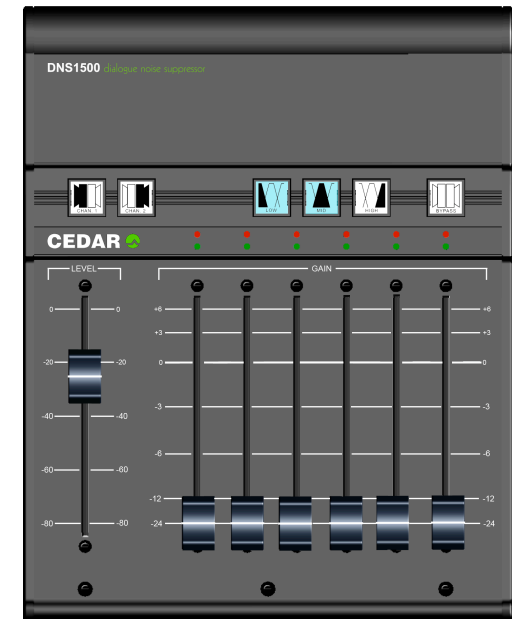 DNS1500 dialogue noise suppressor
CHAN. 1 CHAN. 2 LOW MID HIGH BYPASS
CEDAR
LEVEL GAIN
0 0 +6 +6
+3 +3
-20 -20 0 0
-40 -40 -3 -3
-60 -60 -6 -6
-12 -12
-80 -80 -24 -24